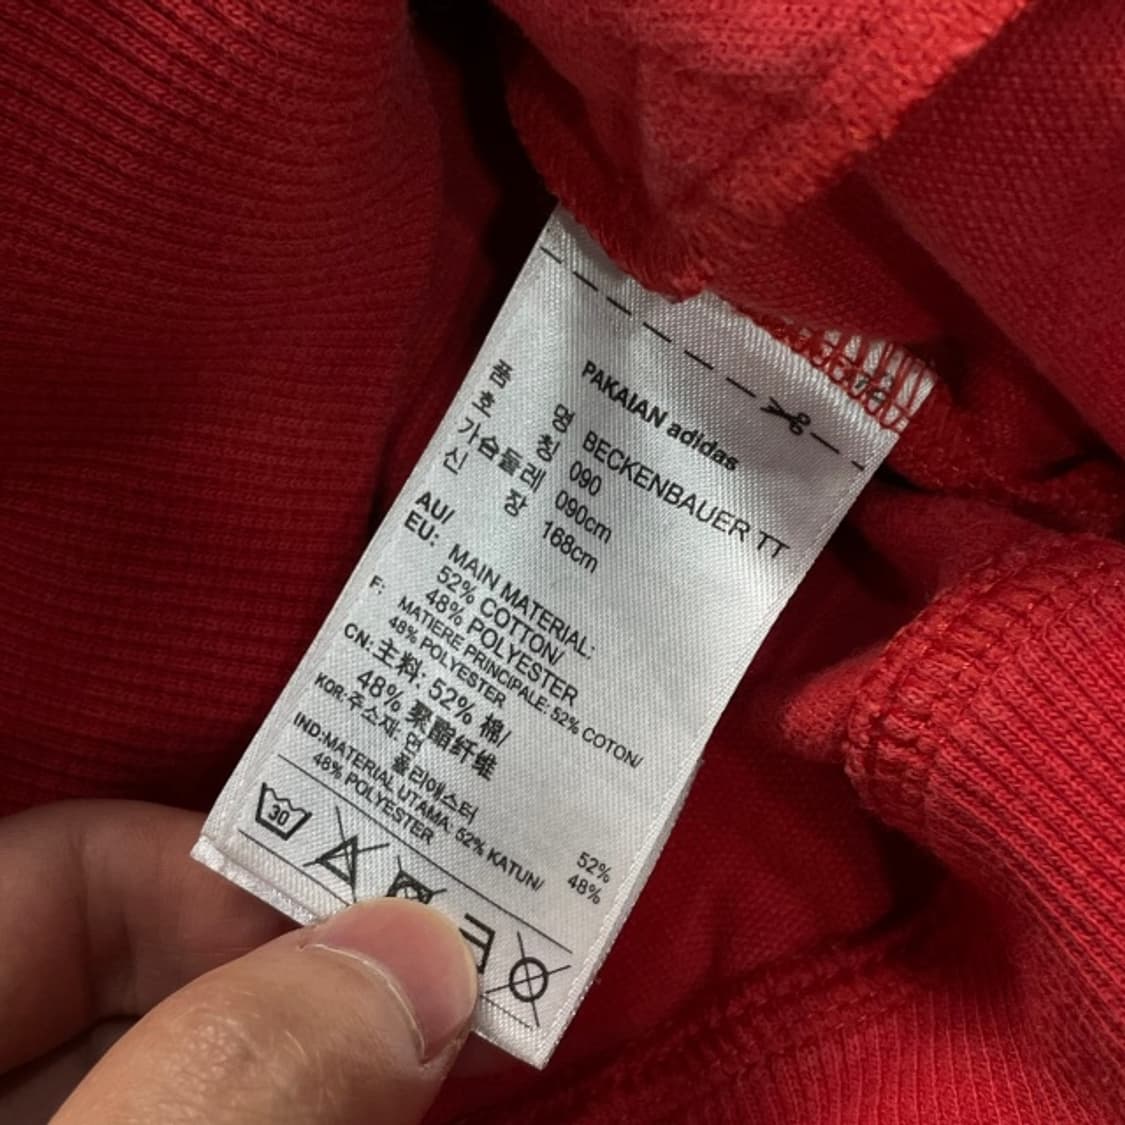 PAKAIAN adidas
품 명 BECKENBAUER TT
호 칭 090
가슴둘레 090cm
신 장 168cm
AU/
EU: MAIN MATERIAL:
52% COTTON/
48% POLYESTER
F: MATIERE PRINCIPALE: 52% COTON/
48% POLYESTER
CN: 主料: 52% 棉/
48% 聚酯纤维
KOR: 주소재: 면 52%
폴리에스터 48%
IND:MATERIAL UTAMA: 52% KATUN/
48% POLYESTER
30